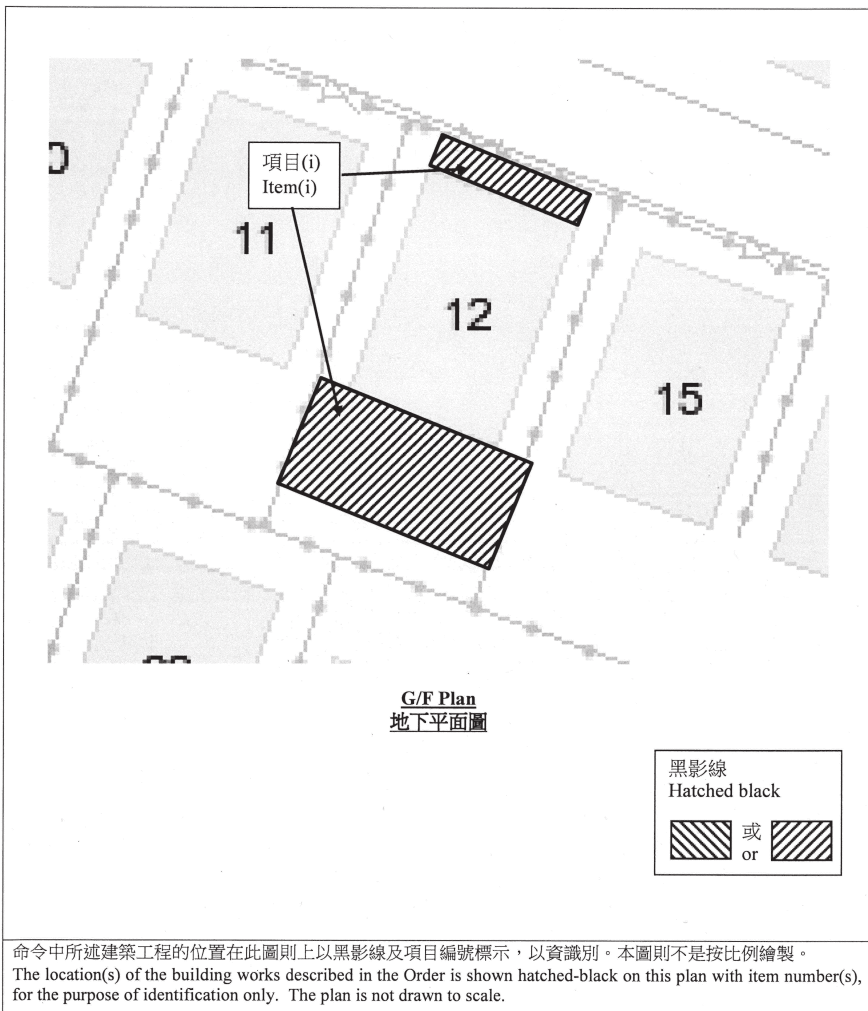 項目(i)
Item(i)
11
12
15
G/F Plan
地下平面圖
黑影線
Hatched black
或
or
命令中所述建築工程的位置在此圖則上以黑影線及項目編號標示，以資識別。本圖則不是按比例繪製。
The location(s) of the building works described in the Order is shown hatched-black on this plan with item number(s),
for the purpose of identification only. The plan is not drawn to scale.